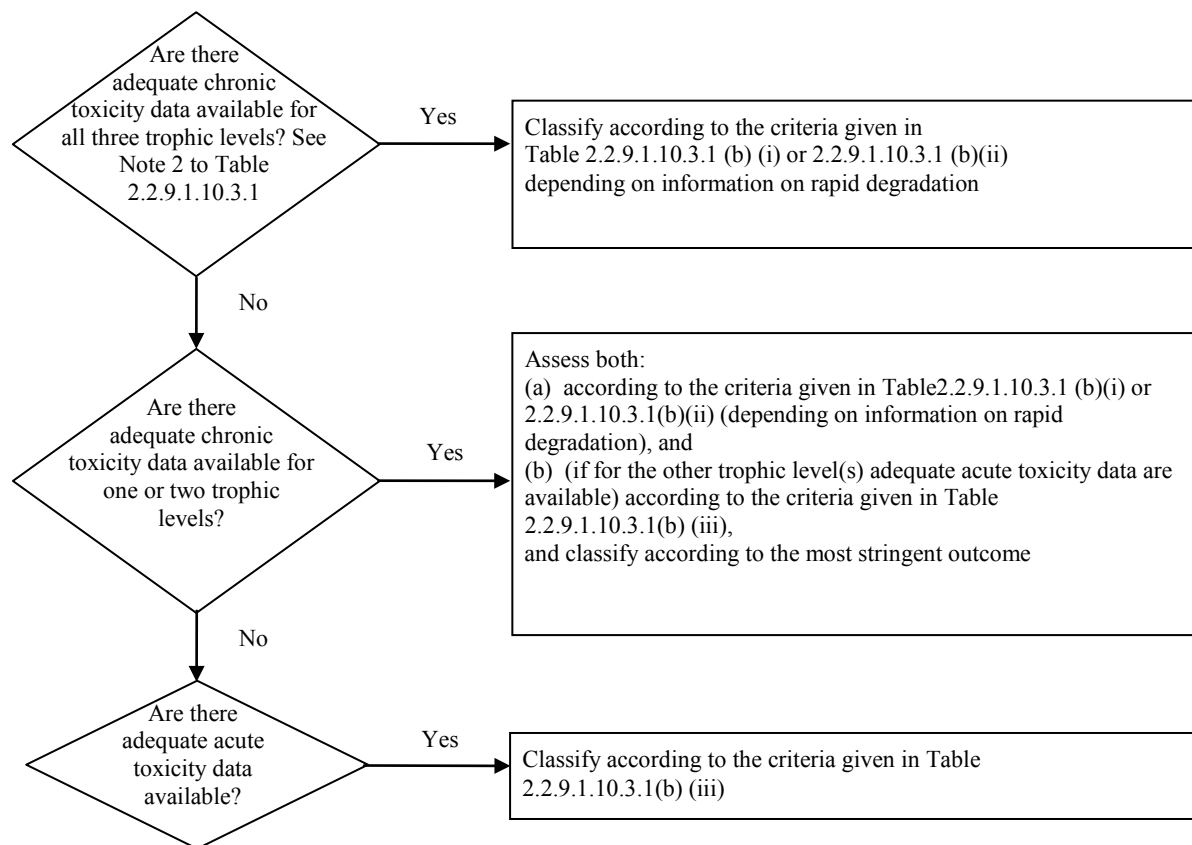 Are there
adequate chronic
toxicity data available for
all three trophic levels? See
Note 2 to Table
2.2.9.1.10.3.1
Yes
Classify according to the criteria given in
Table 2.2.9.1.10.3.1 (b) (i) or 2.2.9.1.10.3.1 (b)(ii)
depending on information on rapid degradation
No
Are there
adequate chronic
toxicity data available for
one or two trophic
levels?
Yes
Assess both:
(a) according to the criteria given in Table2.2.9.1.10.3.1 (b)(i) or
2.2.9.1.10.3.1(b)(ii) (depending on information on rapid
degradation), and
(b) (if for the other trophic level(s) adequate acute toxicity data are
available) according to the criteria given in Table
2.2.9.1.10.3.1(b) (iii),
and classify according to the most stringent outcome
No
Are there
adequate acute
toxicity data
available?
Yes
Classify according to the criteria given in Table
2.2.9.1.10.3.1(b) (iii)